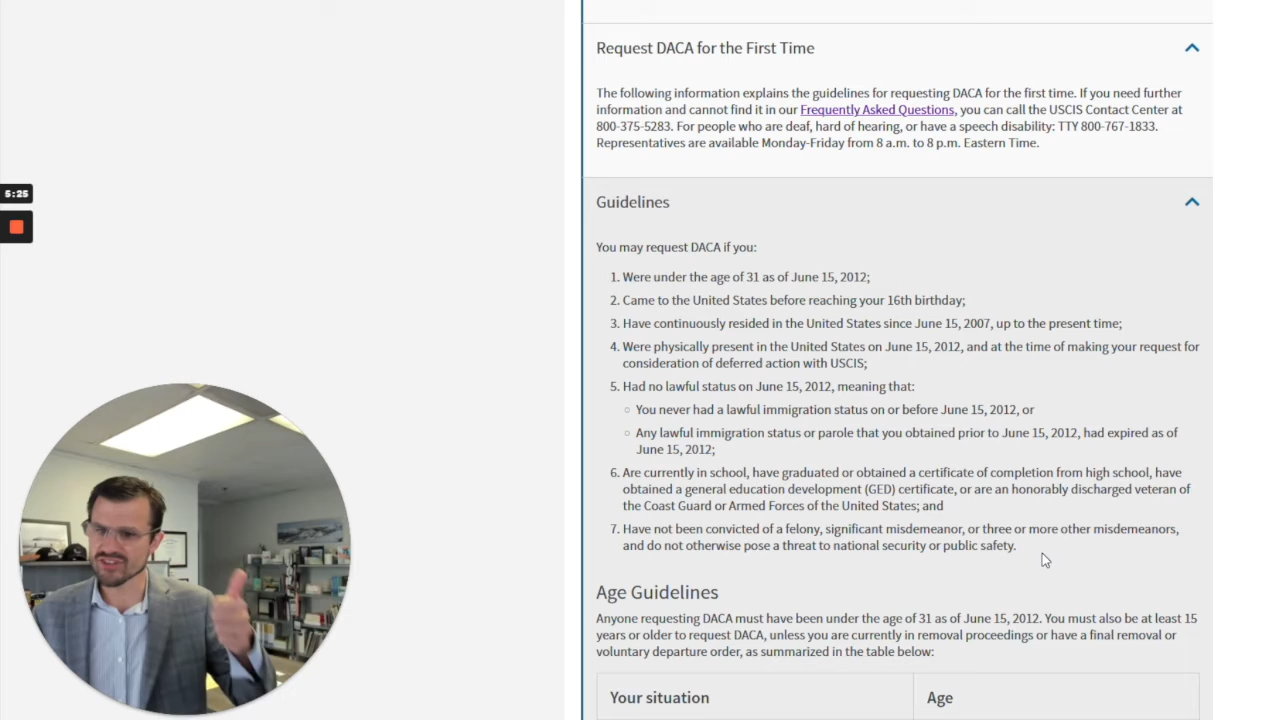 Request DACA for the First Time
The following information explains the guidelines for requesting DACA for the first time. If you need further
information and cannot find it in our Frequently Asked Questions, you can call the USCIS Contact Center at
800-375-5283. For people who are deaf, hard of hearing, or have a speech disability: TTY 800-767-1833.
Representatives are available Monday-Friday from 8 a.m. to 8 p.m. Eastern Time.
5:25
Guidelines
You may request DACA if you:
1. Were under the age of 31 as of June 15, 2012;
2. Came to the United States before reaching your 16th birthday;
3. Have continuously resided in the United States since June 15, 2007, up to the present time;
4. Were physically present in the United States on June 15, 2012, and at the time of making your request for
consideration of deferred action with USCIS;
5. Had no lawful status on June 15, 2012, meaning that:
○ You never had a lawful immigration status on or before June 15, 2012, or
○ Any lawful immigration status or parole that you obtained prior to June 15, 2012, had expired as of
June 15, 2012;
6. Are currently in school, have graduated or obtained a certificate of completion from high school, have
obtained a general education development (GED) certificate, or are an honorably discharged veteran of
the Coast Guard or Armed Forces of the United States; and
7. Have not been convicted of a felony, significant misdemeanor, or three or more other misdemeanors,
and do not otherwise pose a threat to national security or public safety.
Age Guidelines
Anyone requesting DACA must have been under the age of 31 as of June 15, 2012. You must also be at least 15
years or older to request DACA, unless you are currently in removal proceedings or have a final removal or
voluntary departure order, as summarized in the table below:
Your situation
Age